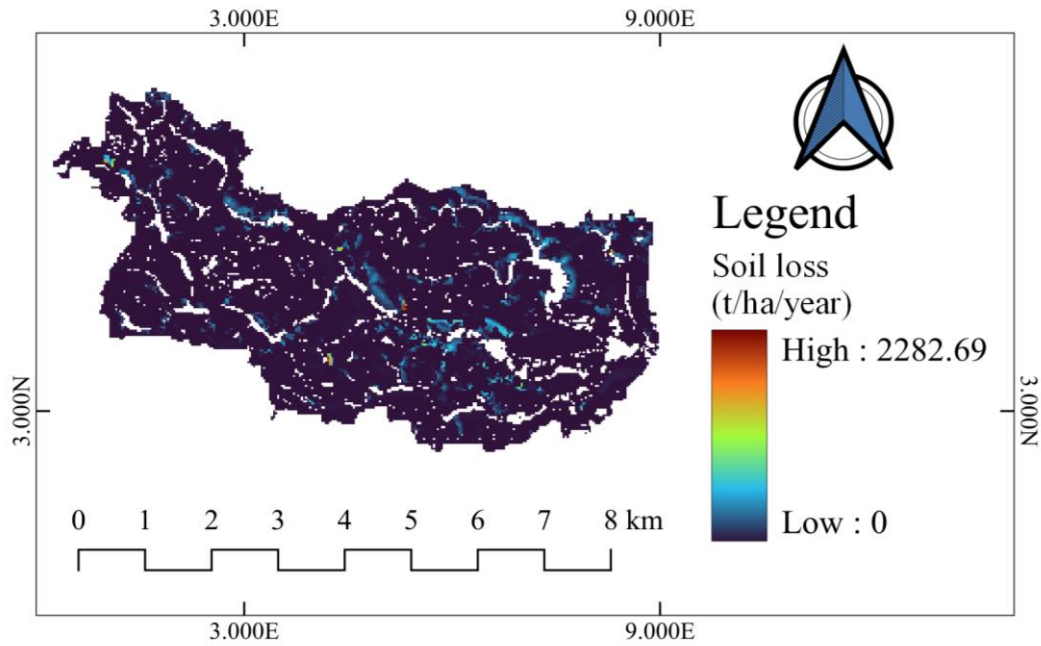 3.000E 9.000E
Legend
Soil loss
(t/ha/year)
High : 2282.69
3.000N 3.000N
0 1 2 3 4 5 6 7 8 km
Low : 0
3.000E 9.000E